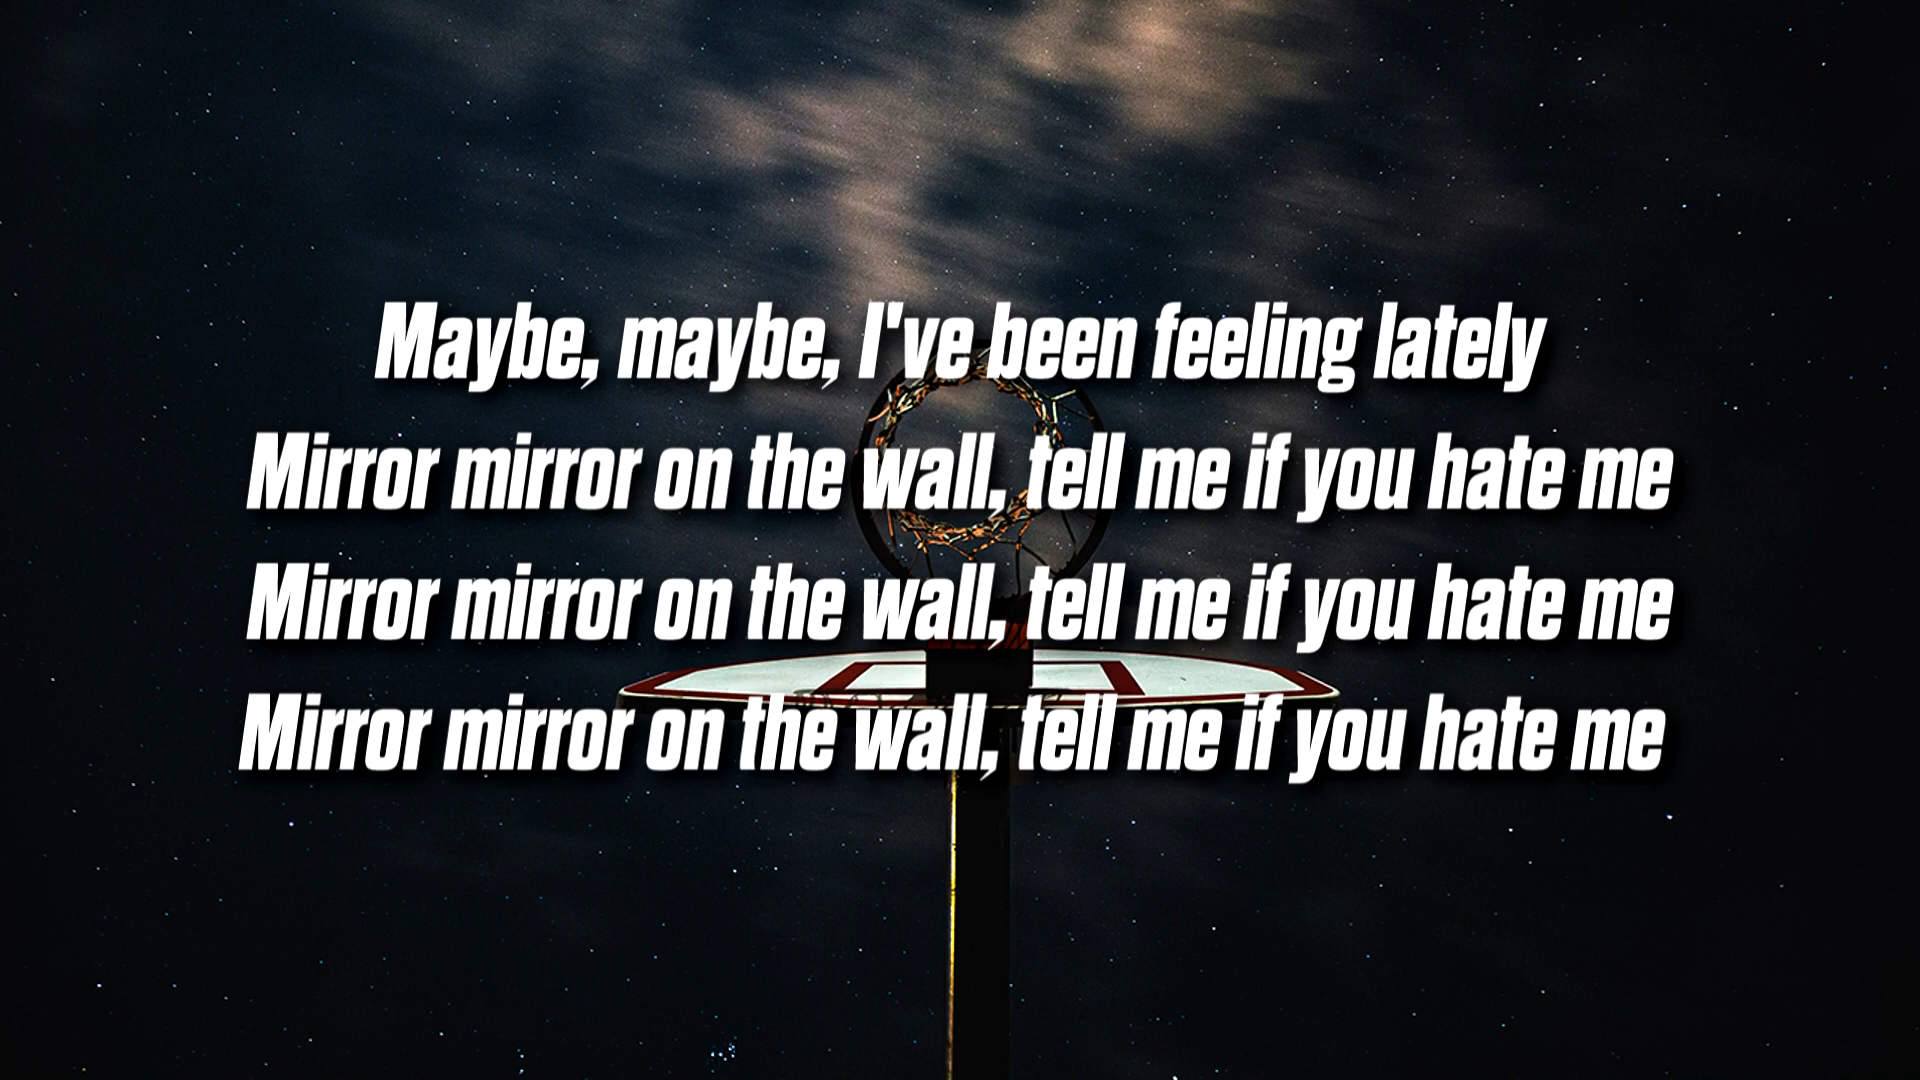 Maybe, maybe, I've been feeling lately
Mirror mirror on the wall, tell me if you hate me
Mirror mirror on the wall, tell me if you hate me
Mirror mirror on the wall, tell me if you hate me